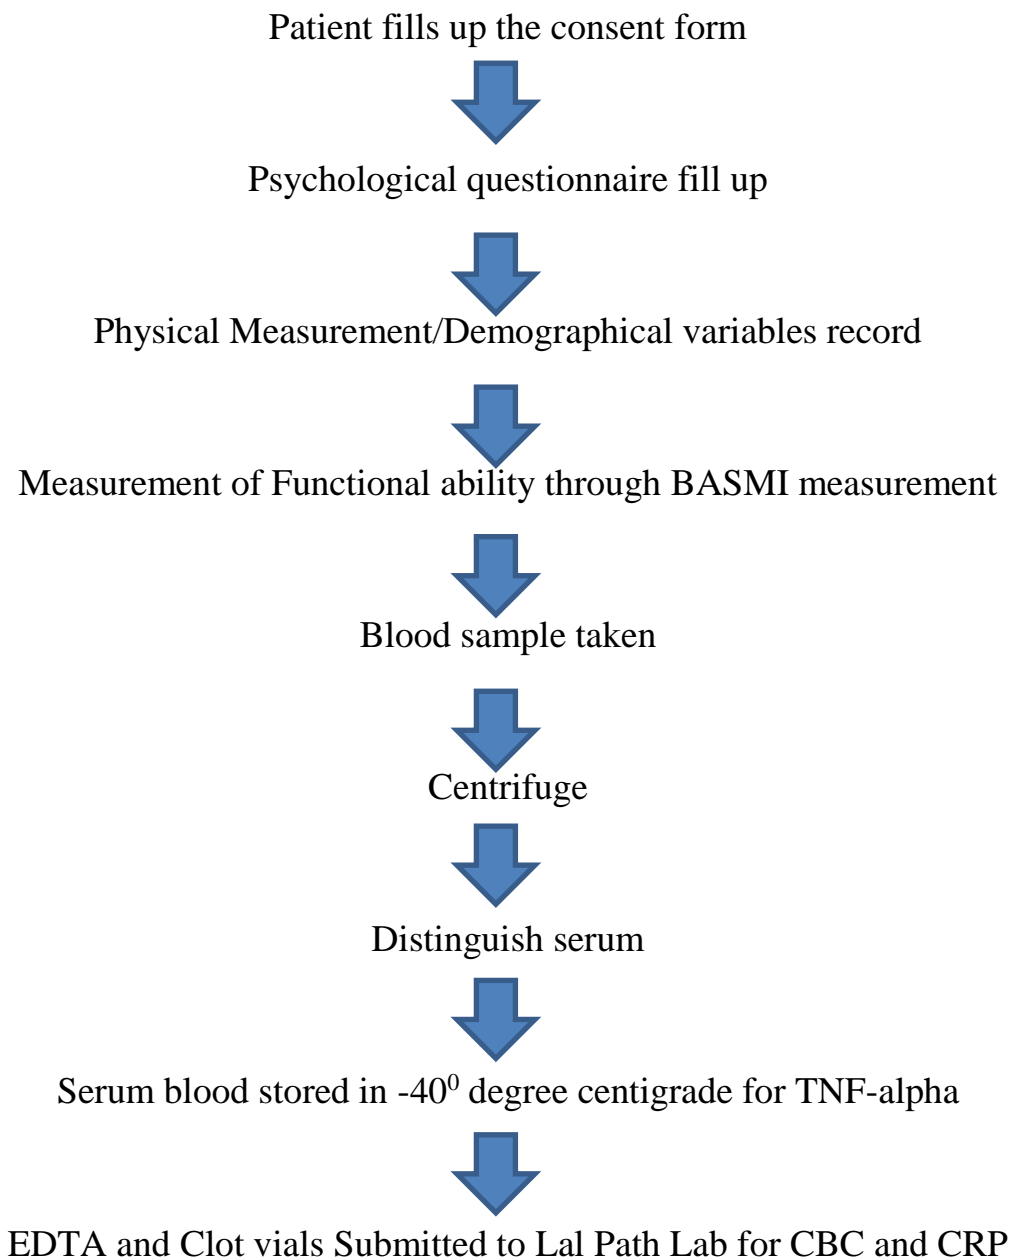 Patient fills up the consent form
Psychological questionnaire fill up
Physical Measurement/Demographical variables record
Measurement of Functional ability through BASMI measurement
Blood sample taken
Centrifuge
Distinguish serum
Serum blood stored in -40⁰ degree centigrade for TNF-alpha
EDTA and Clot vials Submitted to Lal Path Lab for CBC and CRP